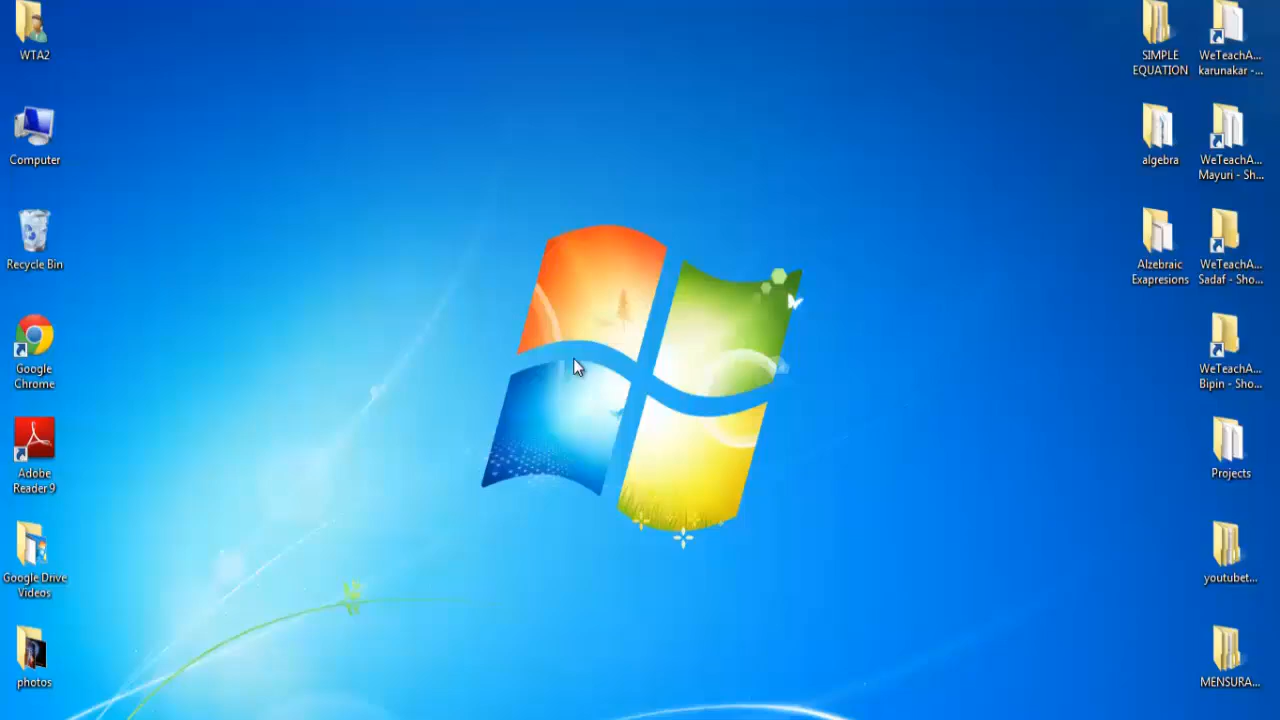 WTA2
Computer
Recycle Bin
Google
Chrome
Adobe
Reader 9
Google Drive
Videos
photos
SIMPLE
EQUATION
algebra
Alzebraic
Exapresions
WeTeachA...
karunakar -...
WeTeachA...
Mayuri - Sh...
WeTeachA...
Sadaf - Sho...
WeTeachA...
Bipin - Sho...
Projects
youtubet...
MENSURA...